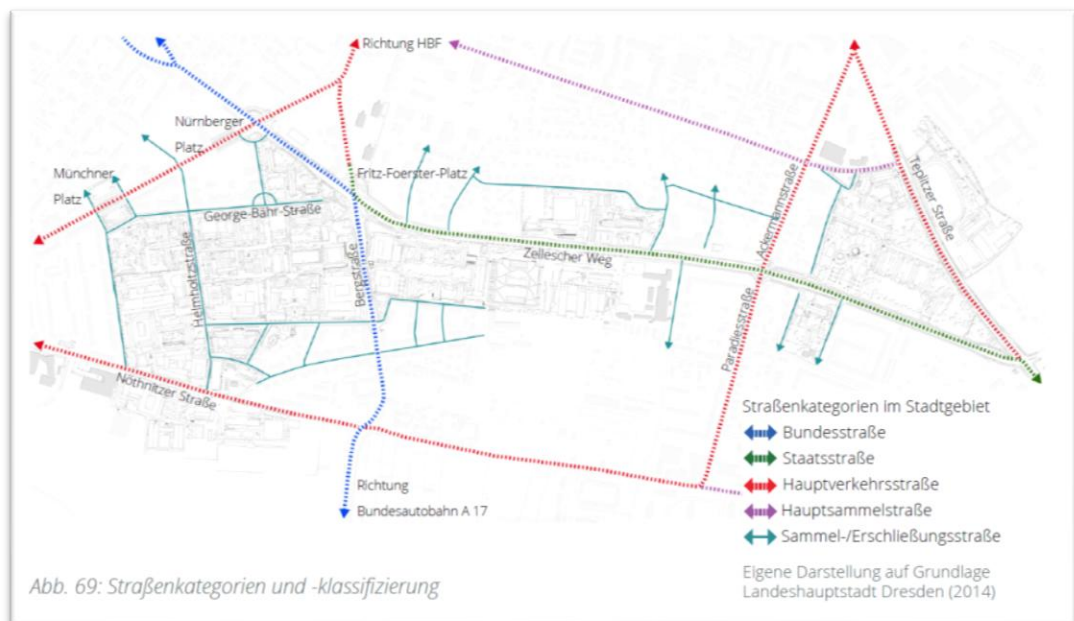 Richtung HBF
Nürnberger
Platz
Münchner
Platz
Fritz-Foerster-Platz
George-Bähr-Straße
Helmholtzstraße
Bergstraße
Zellescher Weg
Ackermannstraße
Teplitzer Straße
Paradiesstraße
Nöthnitzer Straße
Richtung
Bundesautobahn A 17
Straßenkategorien im Stadtgebiet
Bundesstraße
Staatsstraße
Hauptverkehrsstraße
Hauptsammelstraße
Sammel-/Erschließungsstraße
Eigene Darstellung auf Grundlage
Landeshauptstadt Dresden (2014)
Abb. 69: Straßenkategorien und -klassifizierung